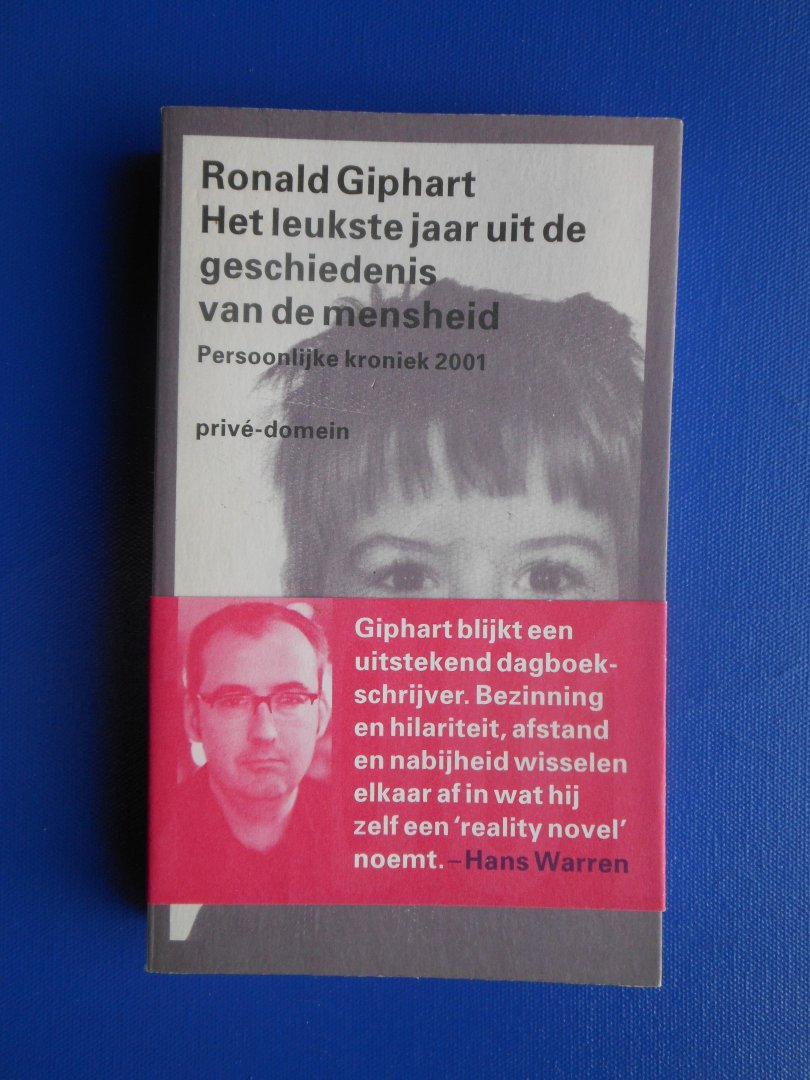 Ronald Giphart
Het leukste jaar uit de
geschiedenis
van de mensheid
Persoonlijke kroniek 2001
privé-domein
Giphart blijkt een
uitstekend dagboek-
schrijver. Bezinning
en hilariteit, afstand
en nabijheid wisselen
elkaar af in wat hij
zelf een ‘reality novel’
noemt. – Hans Warren